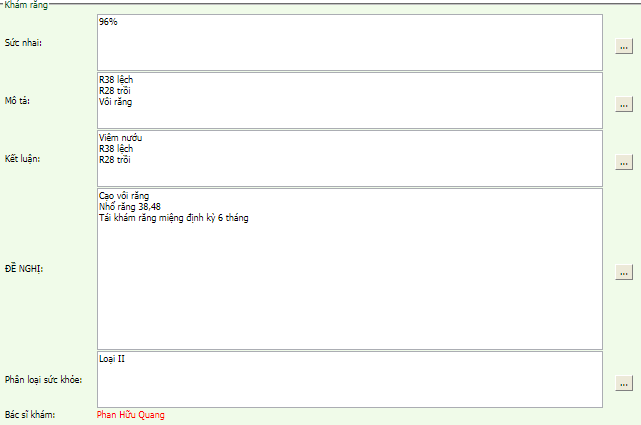 Khám răng
Sức nhai:
96%
...
Mô tả:
R38 lệch
R28 trồi
Vôi răng
...
Kết luận:
Viêm nướu
R38 lệch
R28 trồi
...
ĐỀ NGHỊ:
Cạo vôi răng
Nhổ răng 38,48
Tái khám răng miệng định kỳ 6 tháng
...
Phân loại sức khỏe:
Loại II
...
Bác sĩ khám:
Phan Hữu Quang